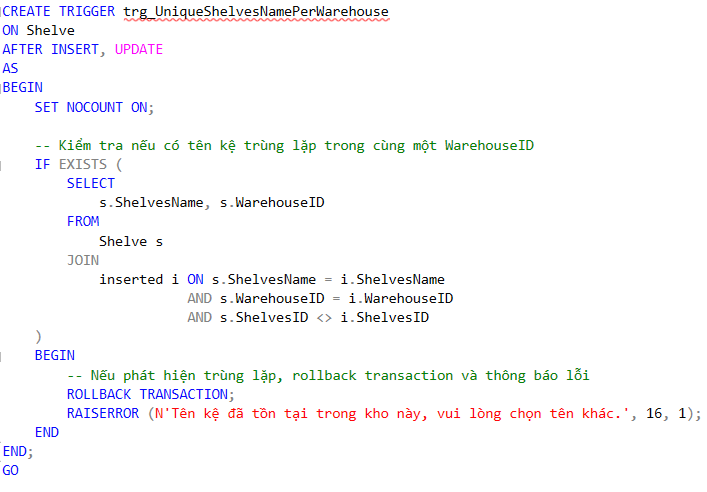 CREATE TRIGGER trg_UniqueShelvesNamePerWarehouse
ON Shelve
AFTER INSERT, UPDATE
AS
BEGIN
    SET NOCOUNT ON;

    -- Kiểm tra nếu có tên kệ trùng lặp trong cùng một WarehouseID
    IF EXISTS (
        SELECT
            s.ShelvesName, s.WarehouseID
        FROM
            Shelve s
        JOIN
            inserted i ON s.ShelvesName = i.ShelvesName
                       AND s.WarehouseID = i.WarehouseID
                       AND s.ShelvesID <> i.ShelvesID
    )
    BEGIN
        -- Nếu phát hiện trùng lặp, rollback transaction và thông báo lỗi
        ROLLBACK TRANSACTION;
        RAISERROR (N'Tên kệ đã tồn tại trong kho này, vui lòng chọn tên khác.', 16, 1);
    END
END;
GO